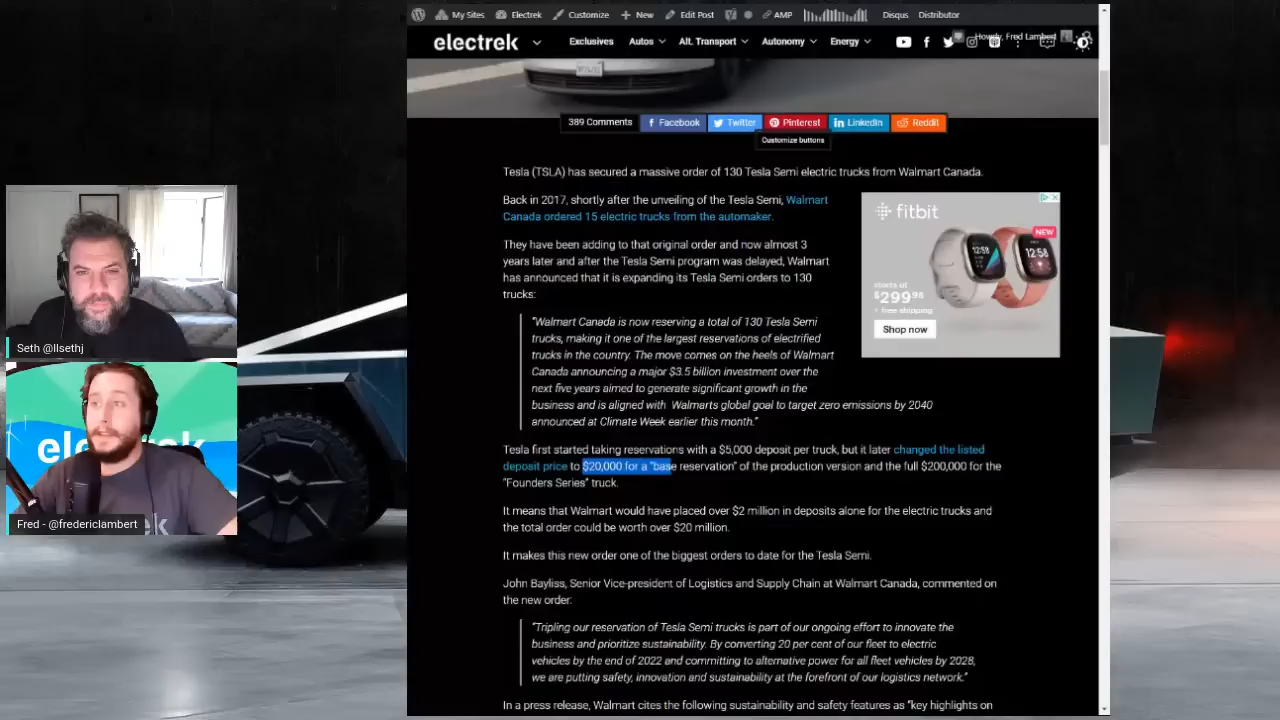 My Sites Electrek Customize New Edit Post AMP Disqus Distributor
electrek Exclusives Autos Alt. Transport Autonomy Energy Howdy, Fred Lambert
389 Comments Facebook Twitter Pinterest LinkedIn Reddit
Customize buttons
Tesla (TSLA) has secured a massive order of 130 Tesla Semi electric trucks from Walmart Canada.
Back in 2017, shortly after the unveiling of the Tesla Semi, Walmart
Canada ordered 15 electric trucks from the automaker.
They have been adding to that original order and now almost 3
years later and after the Tesla Semi program was delayed, Walmart
has announced that it is expanding its Tesla Semi orders to 130
trucks:
“Walmart Canada is now reserving a total of 130 Tesla Semi
trucks, making it one of the largest reservations of electrified
trucks in the country. The move comes on the heels of Walmart
Canada announcing a major $3.5 billion investment over the
next five years aimed to generate significant growth in the
business and is aligned with Walmarts global goal to target zero emissions by 2040
announced at Climate Week earlier this month.”
fitbit
NEW
12:58
12:58
starts at
$299.98
+ free shipping
Shop now
Tesla first started taking reservations with a $5,000 deposit per truck, but it later changed the listed
deposit price to $20,000 for a “base reservation” of the production version and the full $200,000 for the
“Founders Series” truck.
It means that Walmart would have placed over $2 million in deposits alone for the electric trucks and
the total order could be worth over $20 million.
It makes this new order one of the biggest orders to date for the Tesla Semi.
John Bayliss, Senior Vice-president of Logistics and Supply Chain at Walmart Canada, commented on
the new order:
“Tripling our reservation of Tesla Semi trucks is part of our ongoing effort to innovate the
business and prioritize sustainability. By converting 20 per cent of our fleet to electric
vehicles by the end of 2022 and committing to alternative power for all fleet vehicles by 2028,
we are putting safety, innovation and sustainability at the forefront of our logistics network.”
In a press release, Walmart cites the following sustainability and safety features as “key highlights on
Seth @llsethj
Fred - @fredericlambert